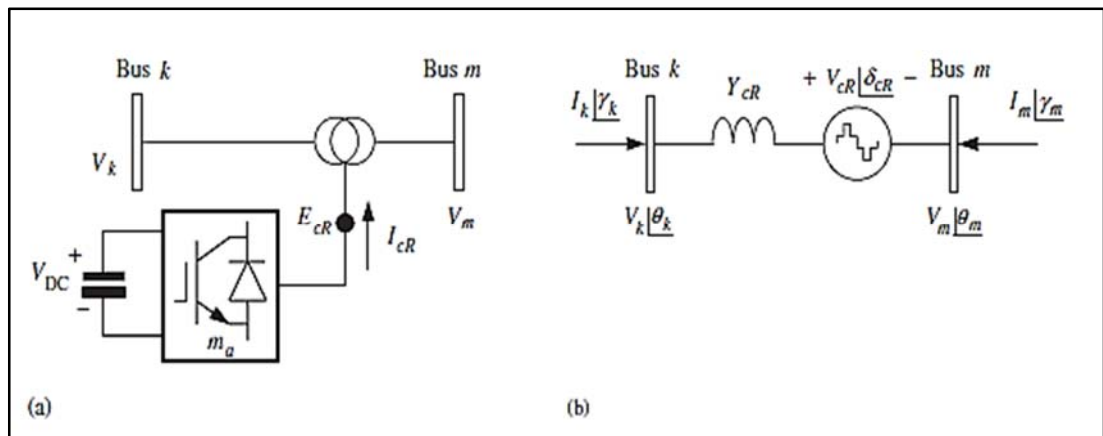 Bus k
Bus m
V_k
V_m
E_cR
I_cR
+
V_DC
−
m_a
(a)
Bus k
Y_cR
+ V_cR|δ_cR −
Bus m
I_k|γ_k
I_m|γ_m
V_k|θ_k
V_m|θ_m
(b)